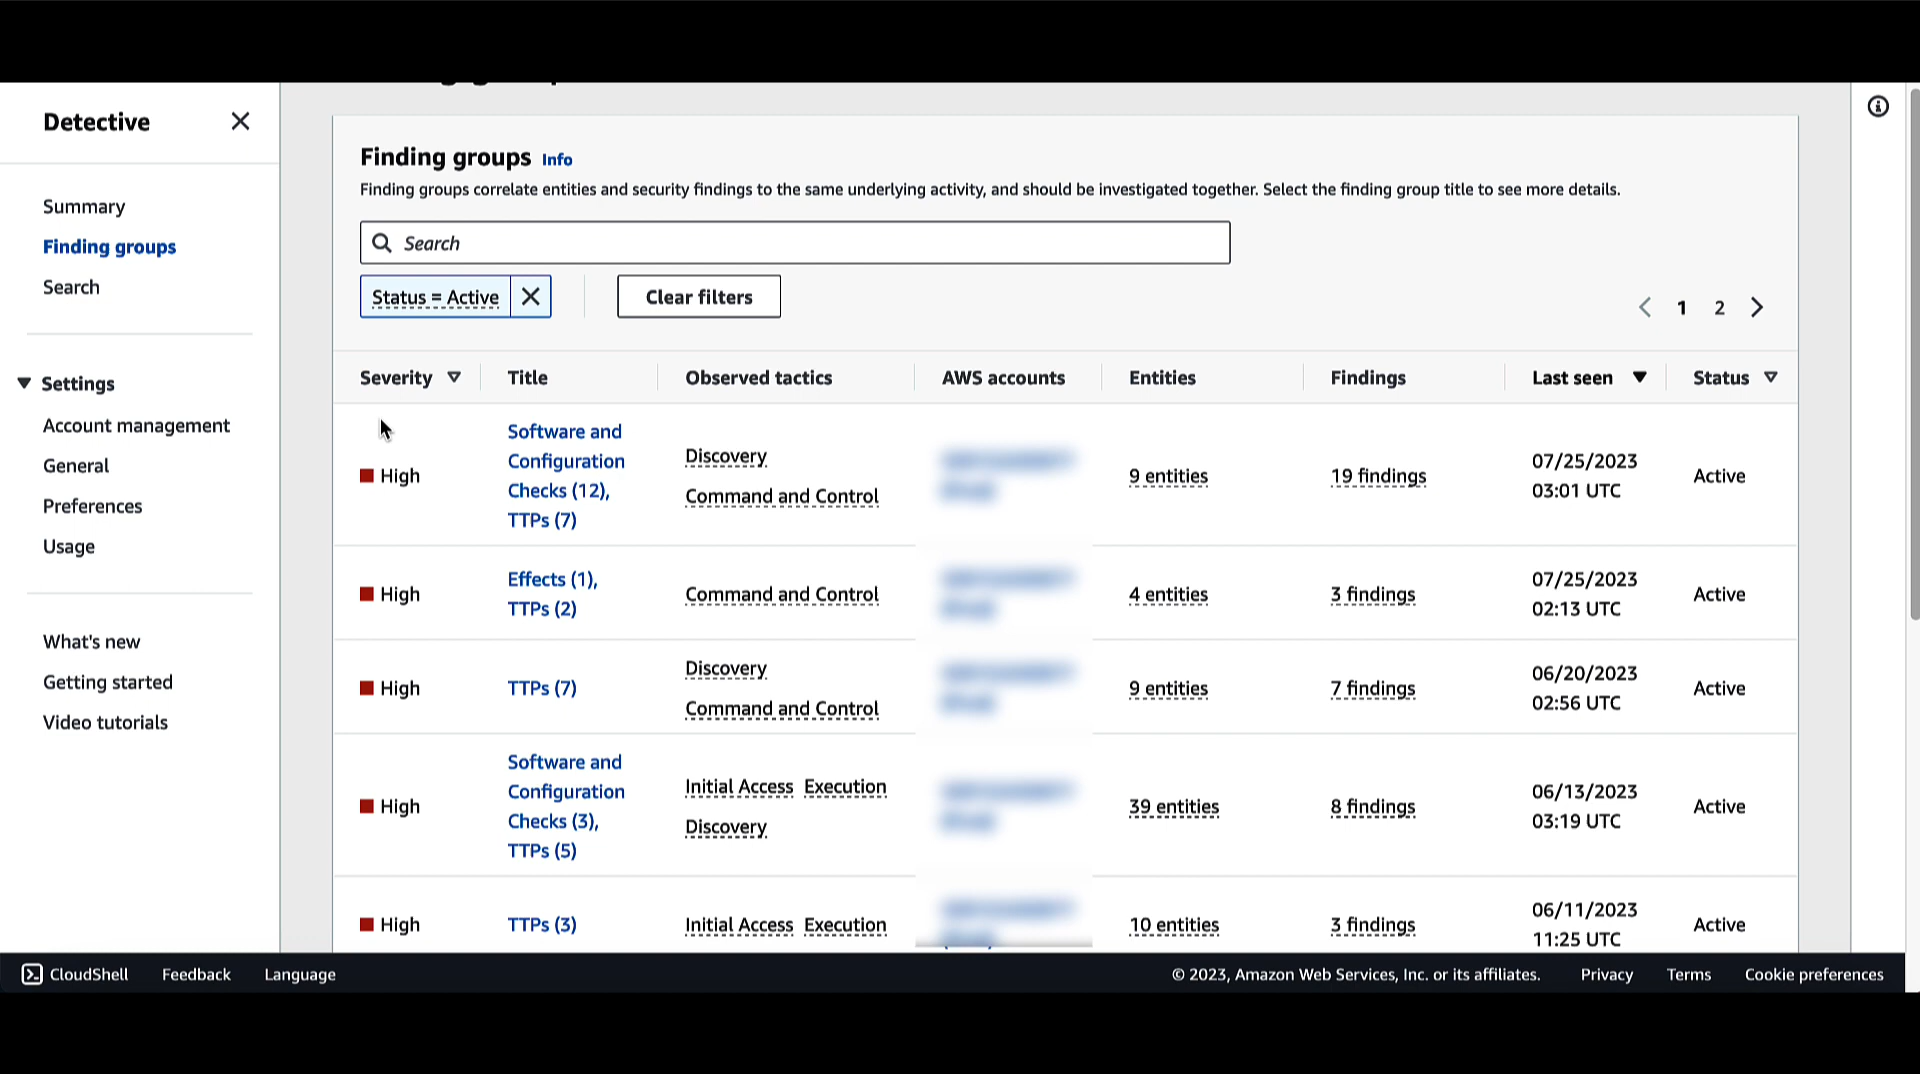 Detective
Summary
Finding groups
Search
Settings
Account management
General
Preferences
Usage
What's new
Getting started
Video tutorials
Finding groups Info
Finding groups correlate entities and security findings to the same underlying activity, and should be investigated together. Select the finding group title to see more details.
Search
Status = Active
Clear filters
1 2
Severity Title Observed tactics AWS accounts Entities Findings Last seen Status
High
Software and
Configuration
Checks (12),
TTPs (7)
Discovery
Command and Control
9 entities
19 findings
07/25/2023
03:01 UTC
Active
High
Effects (1),
TTPs (2)
Command and Control
4 entities
3 findings
07/25/2023
02:13 UTC
Active
High
TTPs (7)
Discovery
Command and Control
9 entities
7 findings
06/20/2023
02:56 UTC
Active
High
Software and
Configuration
Checks (3),
TTPs (5)
Initial Access Execution
Discovery
39 entities
8 findings
06/13/2023
03:19 UTC
Active
High
TTPs (3)
Initial Access Execution
10 entities
3 findings
06/11/2023
11:25 UTC
Active
CloudShell Feedback Language © 2023, Amazon Web Services, Inc. or its affiliates. Privacy Terms Cookie preferences